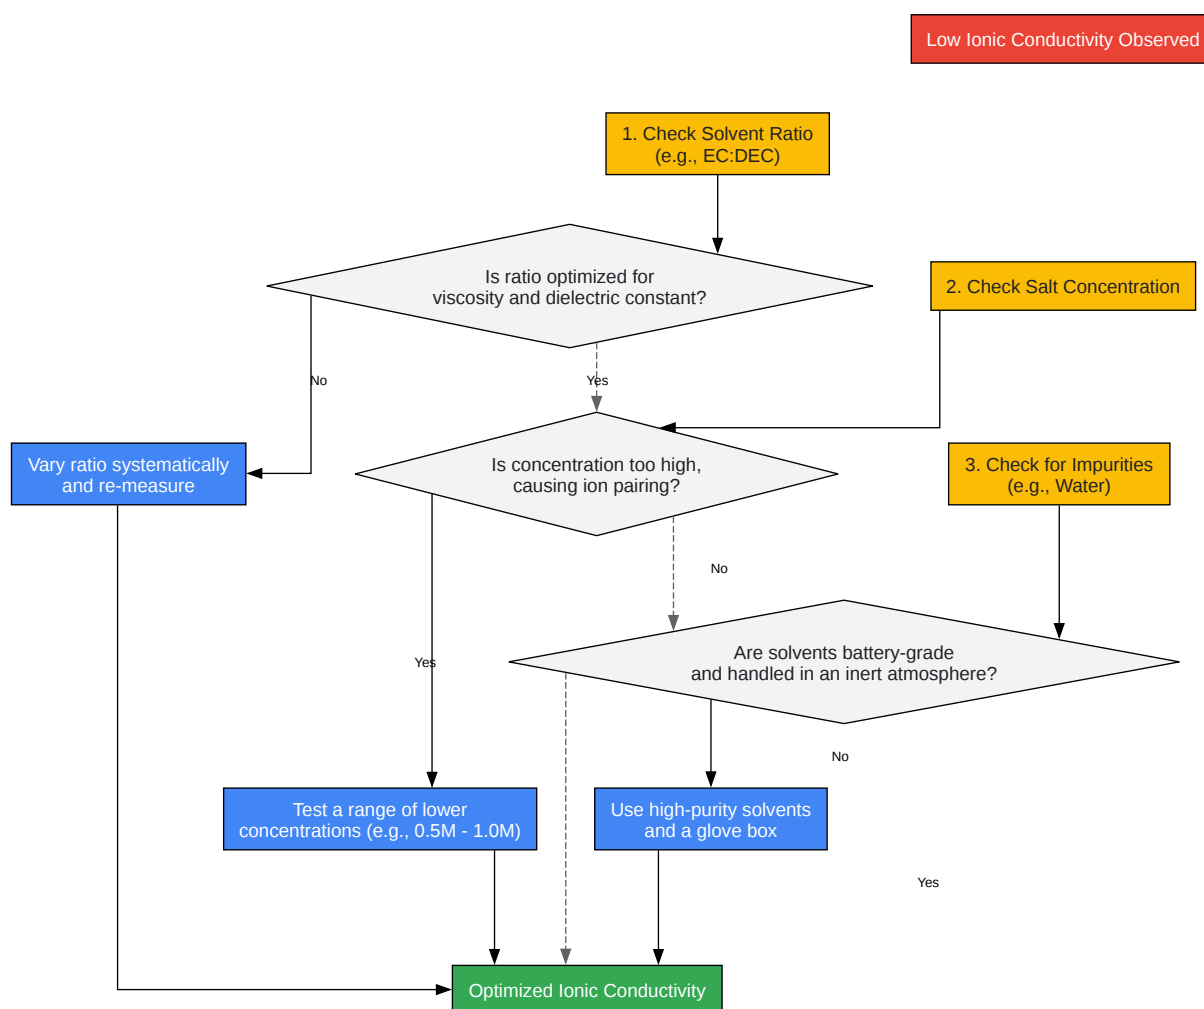 Low Ionic Conductivity Observed
1. Check Solvent Ratio
(e.g., EC:DEC)
Is ratio optimized for
viscosity and dielectric constant?
2. Check Salt Concentration
No
Yes
Vary ratio systematically
and re-measure
Is concentration too high,
causing ion pairing?
3. Check for Impurities
(e.g., Water)
No
Yes
Are solvents battery-grade
and handled in an inert atmosphere?
No
Test a range of lower
concentrations (e.g., 0.5M - 1.0M)
Use high-purity solvents
and a glove box
Yes
Optimized Ionic Conductivity